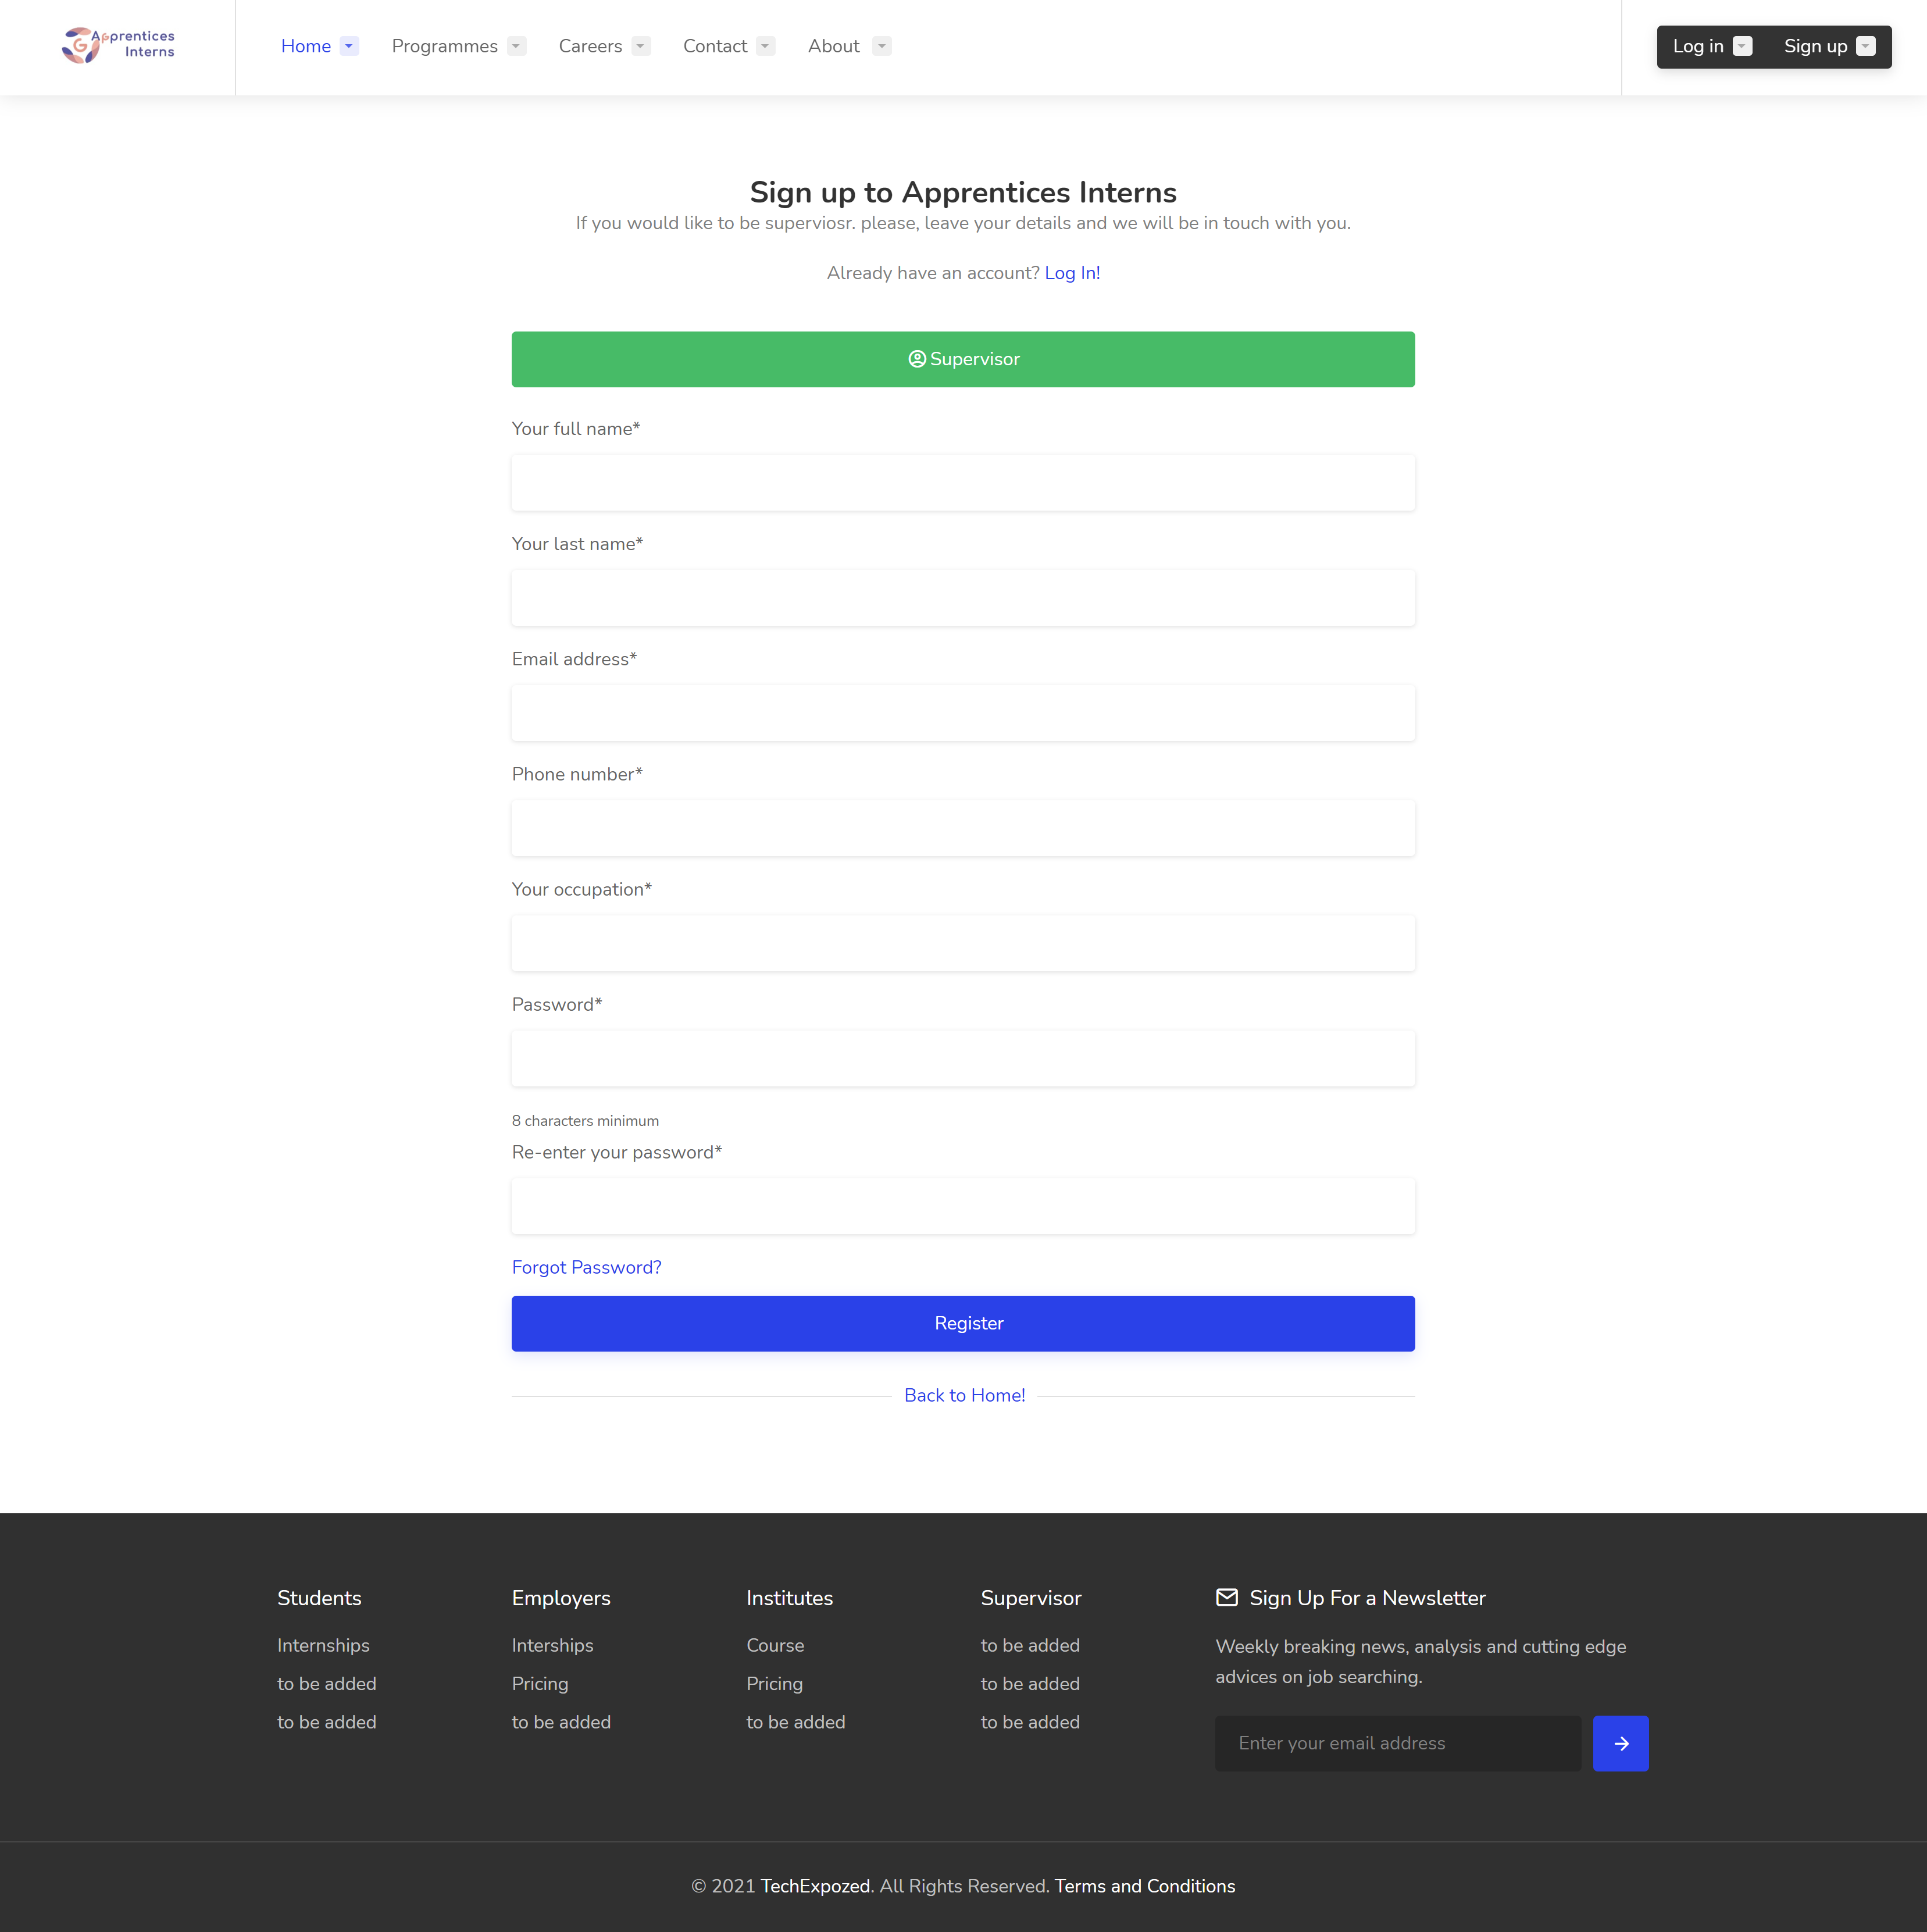 G Apprentices
Interns
Home
Programmes
Careers
Contact
About
Log in
Sign up
Sign up to Apprentices Interns
If you would like to be superviosr. please, leave your details and we will be in touch with you.
Already have an account? Log In!
Supervisor
Your full name*
Your last name*
Email address*
Phone number*
Your occupation*
Password*
8 characters minimum
Re-enter your password*
Forgot Password?
Register
Back to Home!
Students
Internships
to be added
to be added
Employers
Interships
Pricing
to be added
Institutes
Course
Pricing
to be added
Supervisor
to be added
to be added
to be added
Sign Up For a Newsletter
Weekly breaking news, analysis and cutting edge
advices on job searching.
Enter your email address
© 2021 TechExpozed. All Rights Reserved. Terms and Conditions